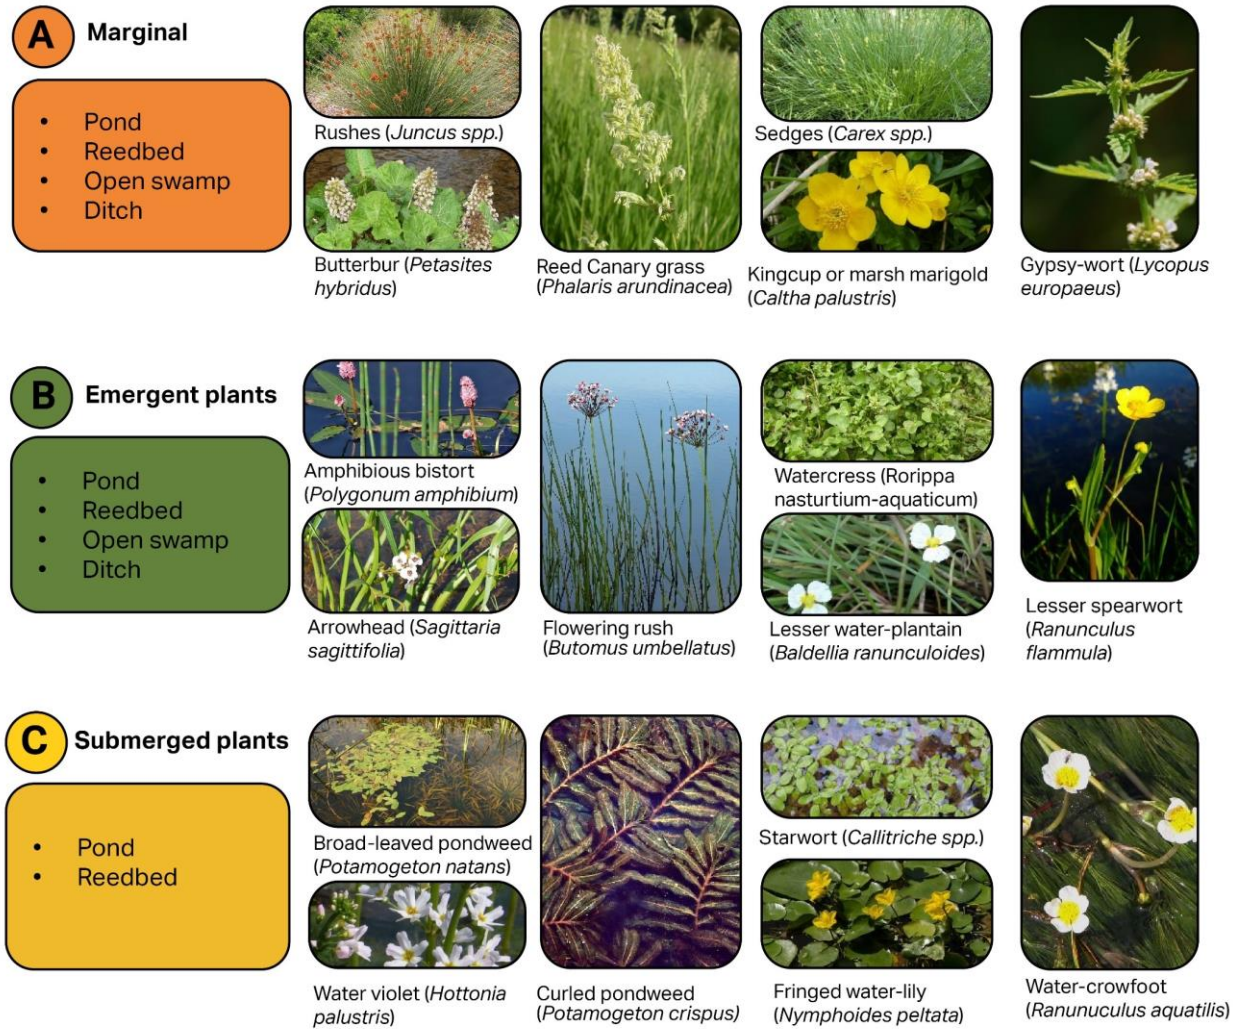 A Marginal
• Pond
• Reedbed
• Open swamp
• Ditch
Rushes (Juncus spp.)
Butterbur (Petasites
hybridus)
Reed Canary grass
(Phalaris arundinacea)
Sedges (Carex spp.)
Kingcup or marsh marigold
(Caltha palustris)
Gypsy-wort (Lycopus
europaeus)
B Emergent plants
• Pond
• Reedbed
• Open swamp
• Ditch
Amphibious bistort
(Polygonum amphibium)
Arrowhead (Sagittaria
sagittifolia)
Flowering rush
(Butomus umbellatus)
Watercress (Rorippa
nasturtium-aquaticum)
Lesser water-plantain
(Baldellia ranunculoides)
Lesser spearwort
(Ranunculus
flammula)
C Submerged plants
• Pond
• Reedbed
Broad-leaved pondweed
(Potamogeton natans)
Water violet (Hottonia
palustris)
Curled pondweed
(Potamogeton crispus)
Starwort (Callitriche spp.)
Fringed water-lily
(Nymphoides peltata)
Water-crowfoot
(Ranunuculus aquatilis)